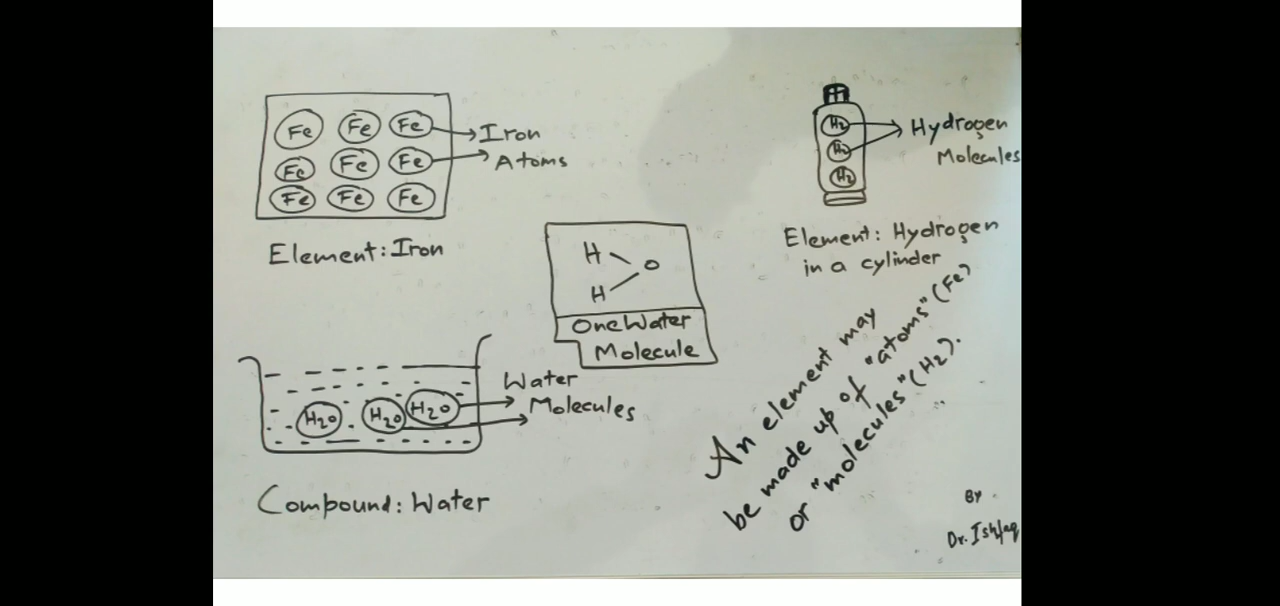 Fe Fe Fe
Fe Fe Fe
Fe Fe Fe
Iron
Atoms
Element: Iron
H2
H2
H2
Hydrogen
Molecules
Element: Hydrogen
in a cylinder
H O
H
One Water
Molecule
H2O H2O H2O
Water
Molecules
Compound: Water
An element may
be made up of "atoms" (Fe)
or "molecules" (H2).
BY
Dr. Ishfaq